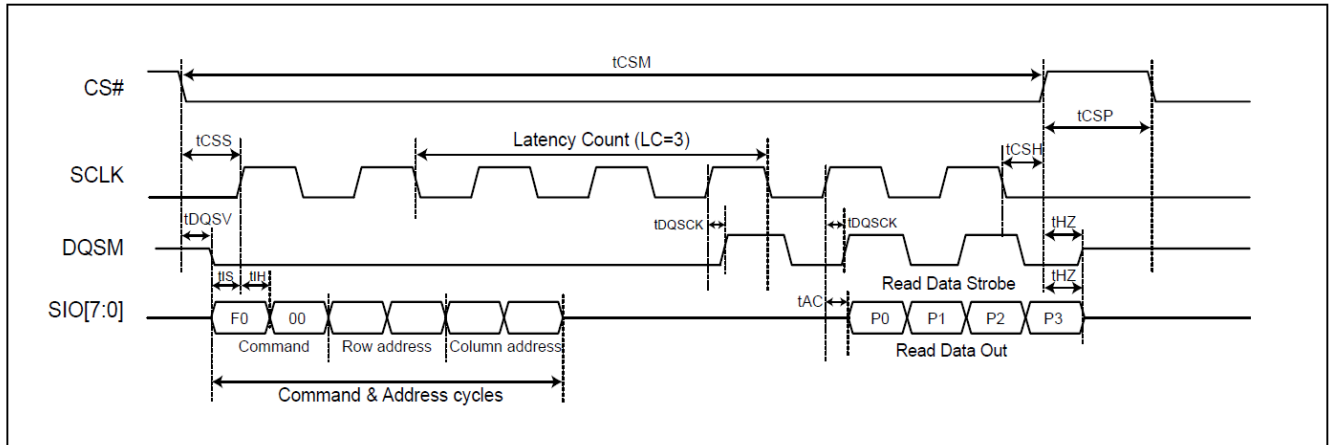 tCSM
CS#
tCSP
tCSS
Latency Count (LC=3)
tCSH
SCLK
tDQSV
tDQSCK
tDQSCK
tHZ
DQSM
tIS
tIH
Read Data Strobe
tHZ
tAC
SIO[7:0]
F0
00
P0
P1
P2
P3
Command
Row address
Column address
Read Data Out
Command & Address cycles